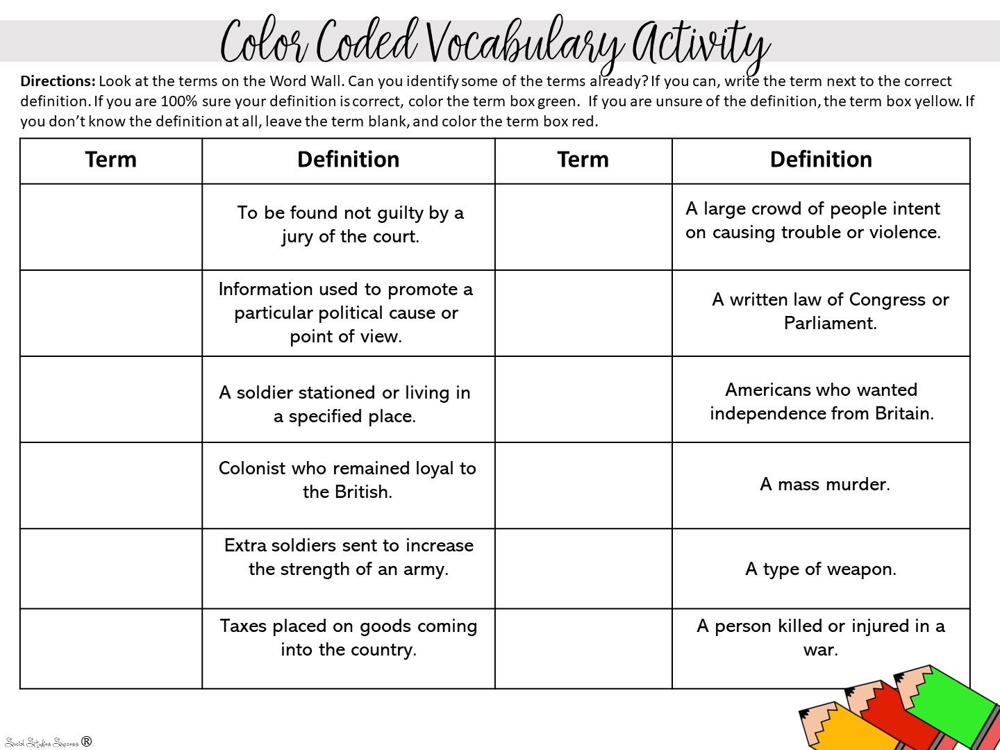 Color Coded Vocabulary Activity
Directions: Look at the terms on the Word Wall. Can you identify some of the terms already? If you can, write the term next to the correct
definition. If you are 100% sure your definition is correct, color the term box green. If you are unsure of the definition, the term box yellow. If
you don't know the definition at all, leave the term blank, and color the term box red.
Term Definition Term Definition
To be found not guilty by a
jury of the court.
A large crowd of people intent
on causing trouble or violence.
Information used to promote a
particular political cause or
point of view.
A written law of Congress or
Parliament.
A soldier stationed or living in
a specified place.
Americans who wanted
independence from Britain.
Colonist who remained loyal to
the British.
A mass murder.
Extra soldiers sent to increase
the strength of an army.
A type of weapon.
Taxes placed on goods coming
into the country.
A person killed or injured in a
war.
Social Studies Success ®